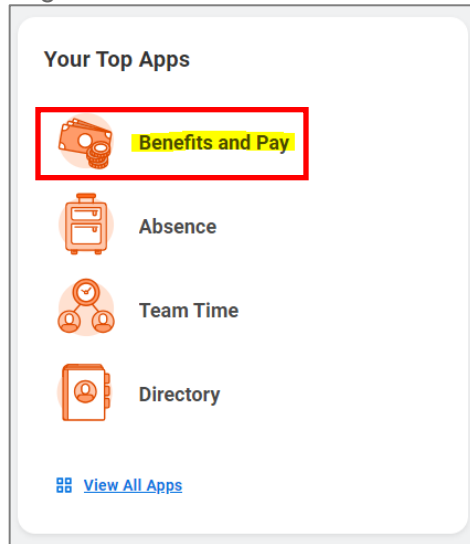 Your Top Apps
Benefits and Pay
Absence
Team Time
Directory
View All Apps